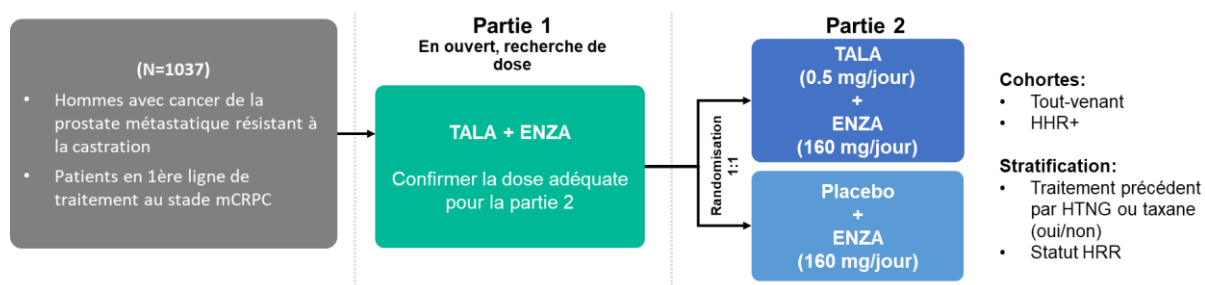 (N=1037)
• Hommes avec cancer de la
prostate métastatique résistant à
la castration
• Patients en 1ère ligne de
traitement au stade mCRPC
Partie 1
En ouvert, recherche de
dose
TALA + ENZA
Confirmer la dose adéquate
pour la partie 2
Randomisation
1:1
Partie 2
TALA
(0.5 mg/jour)
+
ENZA
(160 mg/jour)
Placebo
+
ENZA
(160 mg/jour)
Cohortes:
• Tout-venant
• HHR+
Stratification:
• Traitement précédent
par HTNG ou taxane
(oui/non)
• Statut HRR